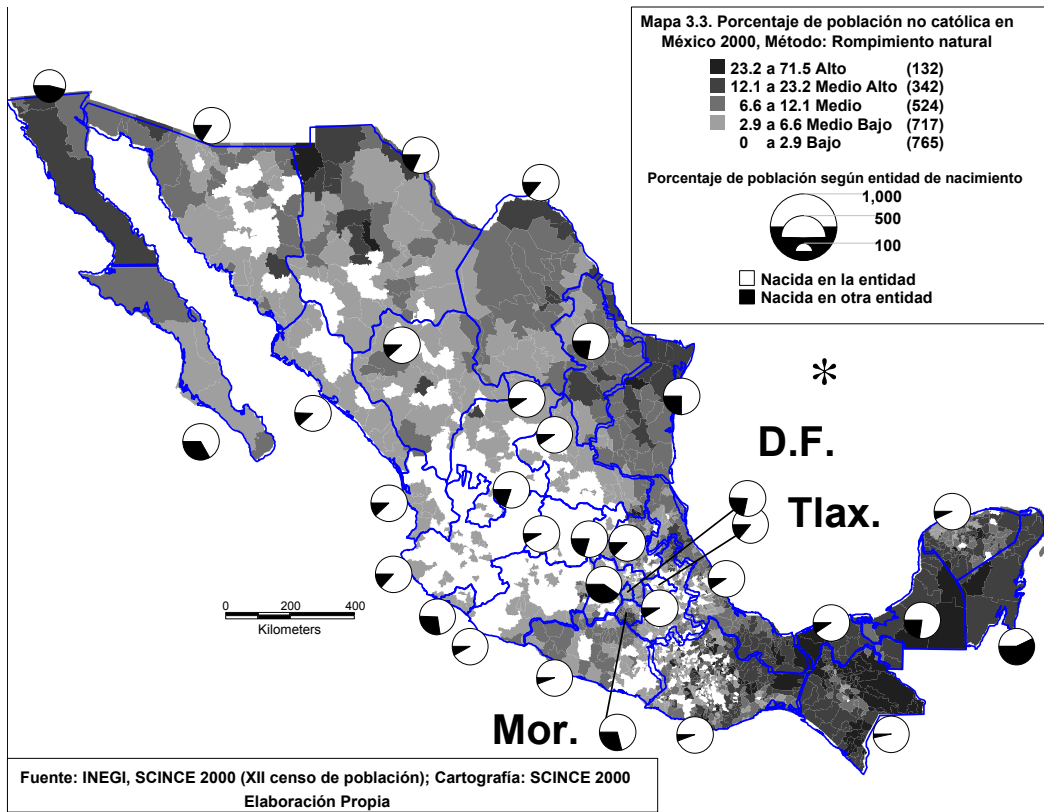 Mapa 3.3. Porcentaje de población no católica en
México 2000, Método: Rompimiento natural
23.2 a 71.5 Alto (132)
12.1 a 23.2 Medio Alto (342)
6.6 a 12.1 Medio (524)
2.9 a 6.6 Medio Bajo (717)
0 a 2.9 Bajo (765)
Porcentaje de población según entidad de nacimiento
1,000
500
100
Nacida en la entidad
Nacida en otra entidad
*
D.F.
Tlax.
0 200 400
Kilometers
Mor.
Fuente: INEGI, SCINCE 2000 (XII censo de población); Cartografía: SCINCE 2000
Elaboración Propia